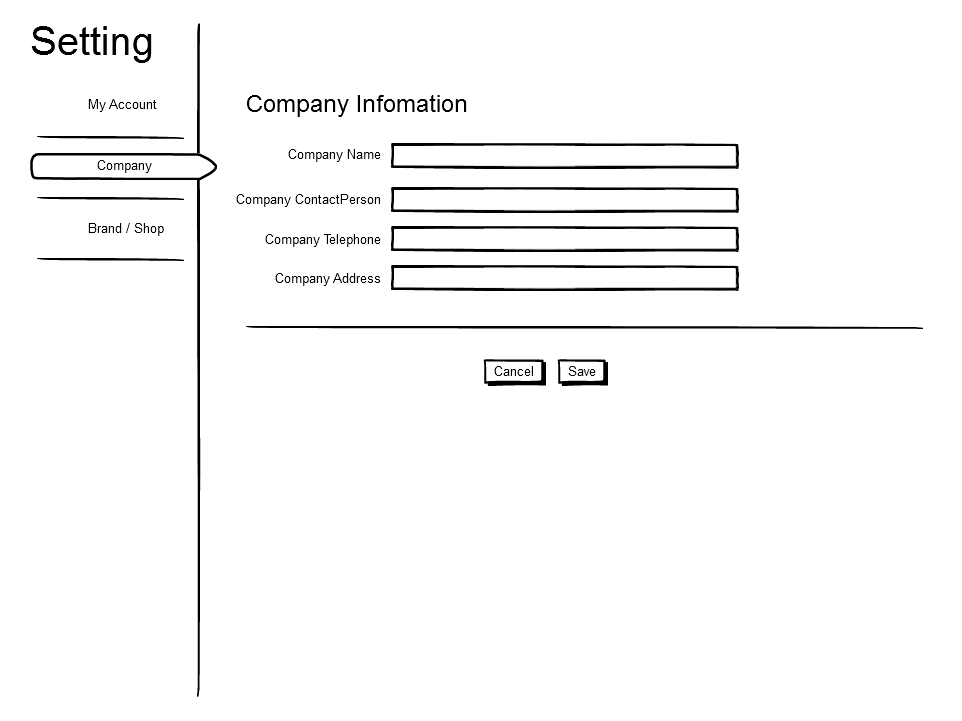 Setting
My Account
Company
Brand / Shop
Company Infomation
Company Name
Company ContactPerson
Company Telephone
Company Address
Cancel
Save